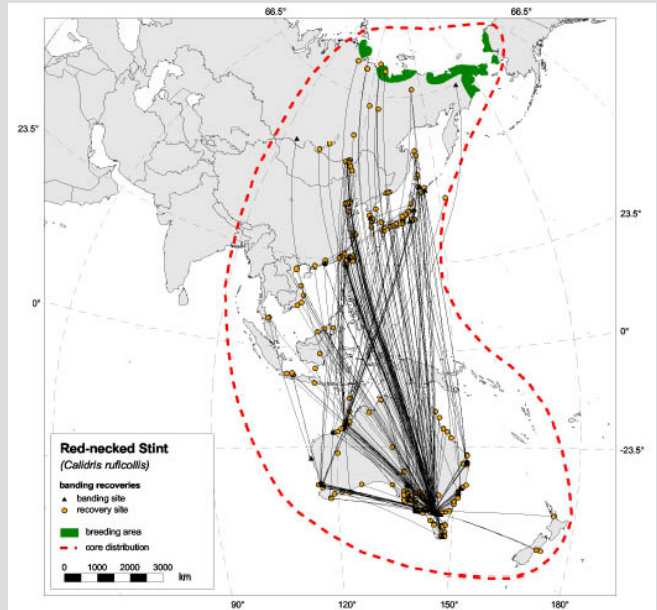 66.5°
66.5°
23.5°
23.5°
0°
0°
-23.5°
Red-necked Stint
(Calidris ruficollis)
banding recoveries
banding site
recovery site
breeding area
core distribution
0 1000 2000 3000
km
90°
120°
150°
180°